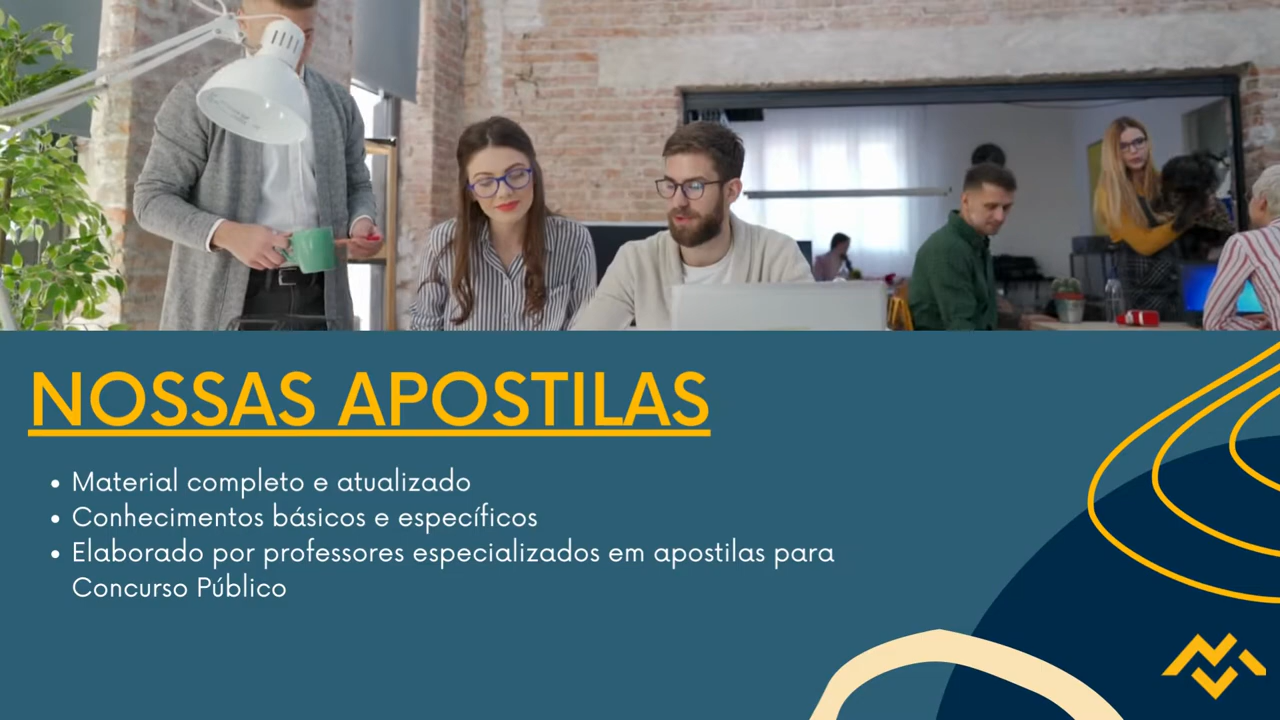 NOSSAS APOSTILAS
• Material completo e atualizado
• Conhecimentos básicos e específicos
• Elaborado por professores especializados em apostilas para
Concurso Público